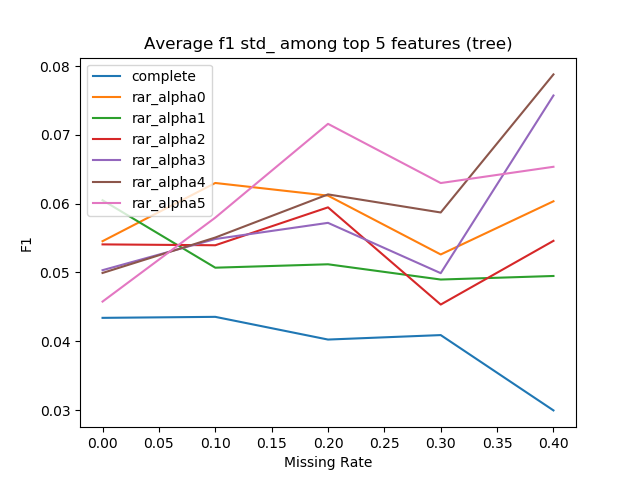 Average f1 std_ among top 5 features (tree)
0.08
0.07
0.06
0.05
0.04
0.03
F1
complete
rar_alpha0
rar_alpha1
rar_alpha2
rar_alpha3
rar_alpha4
rar_alpha5
0.00 0.05 0.10 0.15 0.20 0.25 0.30 0.35 0.40
Missing Rate